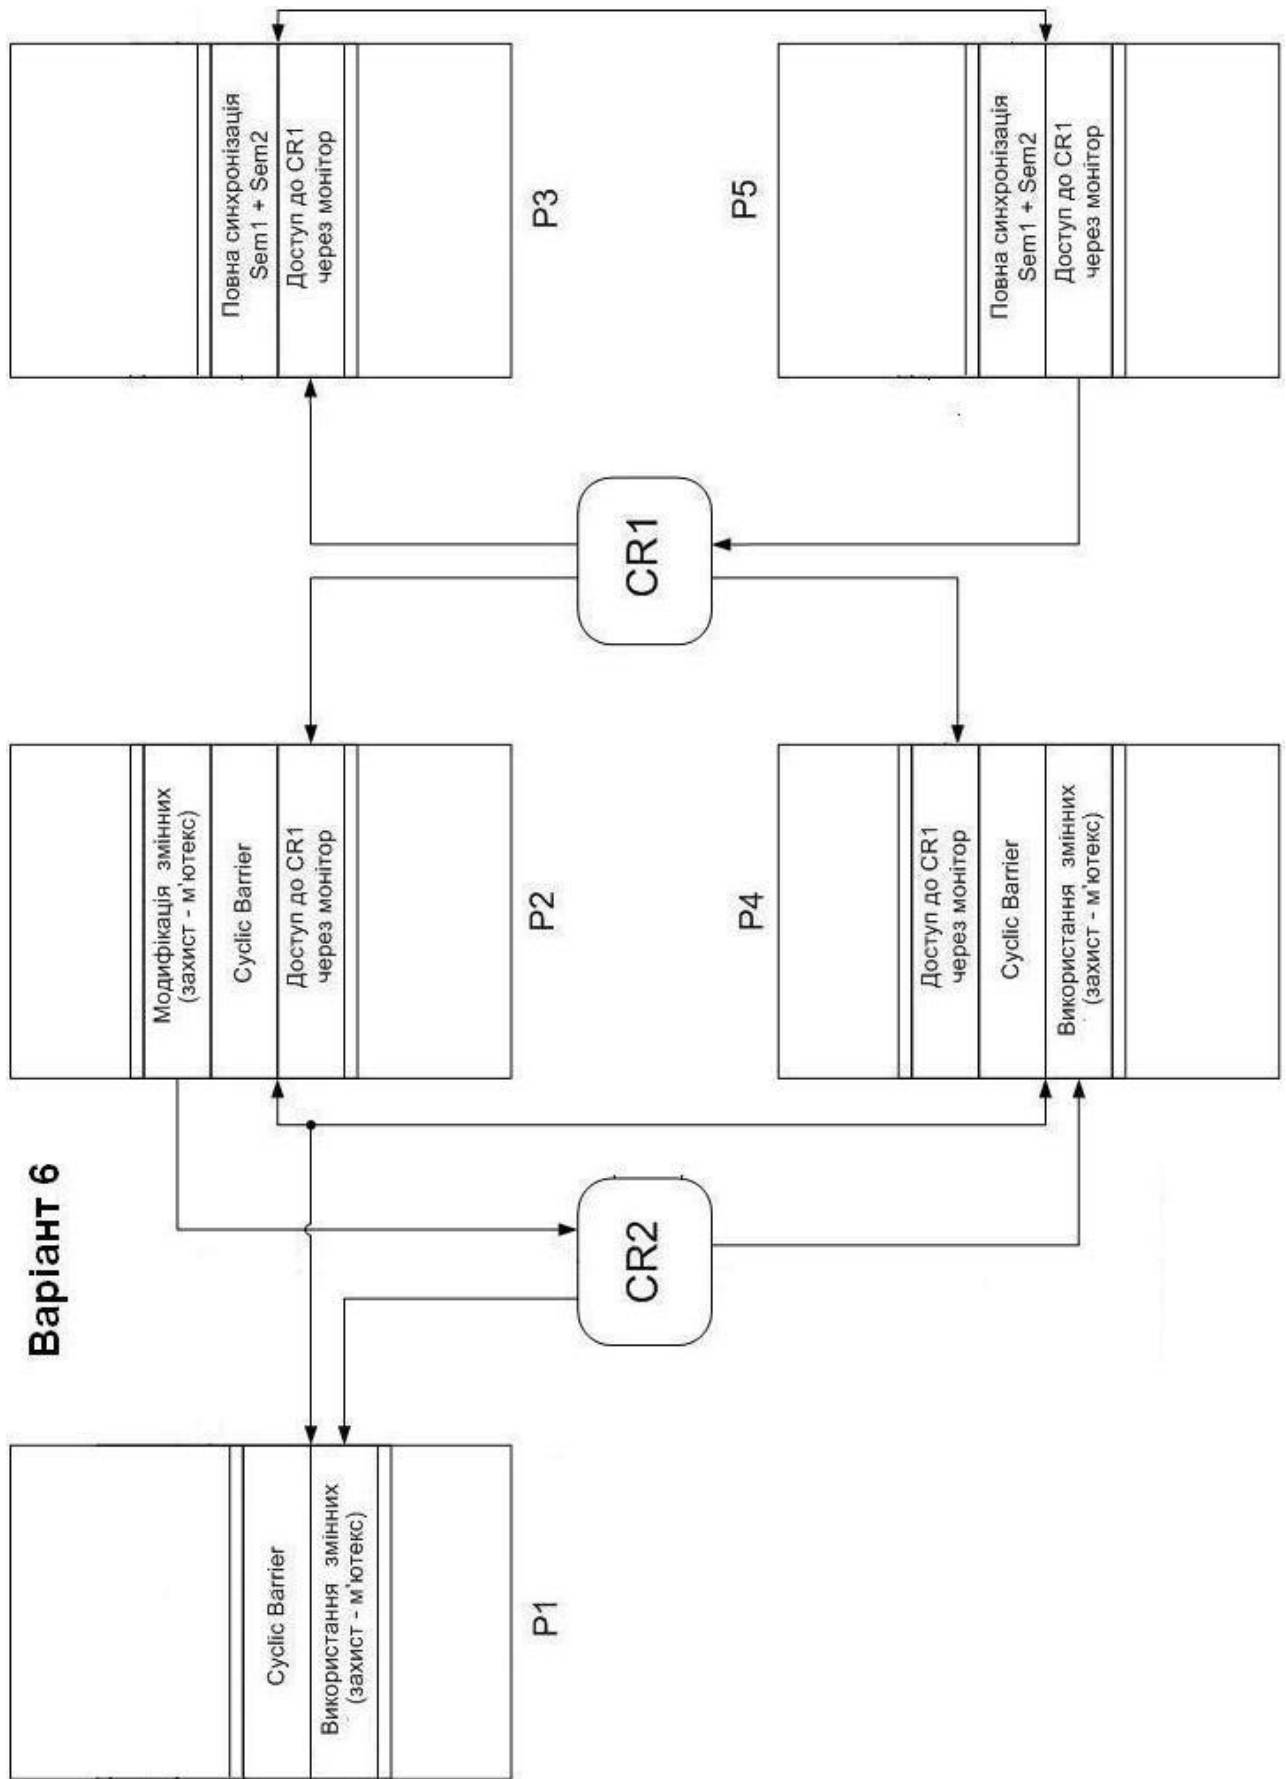 Варіант 6
Cyclic Barrier
Використання змінних
(захист - м'ютекс)
P1
Модифікація змінних
(захист - м'ютекс)
Cyclic Barrier
Доступ до CR1
через монітор
P2
Повна синхронізація
Sem1 + Sem2
Доступ до CR1
через монітор
P3
CR2
CR1
Доступ до CR1
через монітор
Cyclic Barrier
Використання змінних
(захист - м'ютекс)
P4
Повна синхронізація
Sem1 + Sem2
Доступ до CR1
через монітор
P5